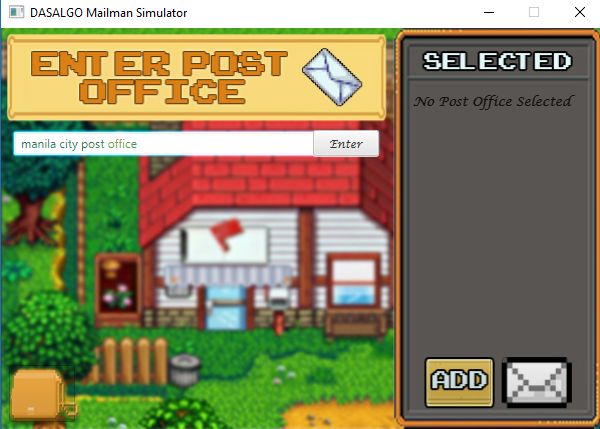 DASALGO Mailman Simulator
ENTER POST
OFFICE
manila city post office
Enter
SELECTED
No Post Office Selected
ADD